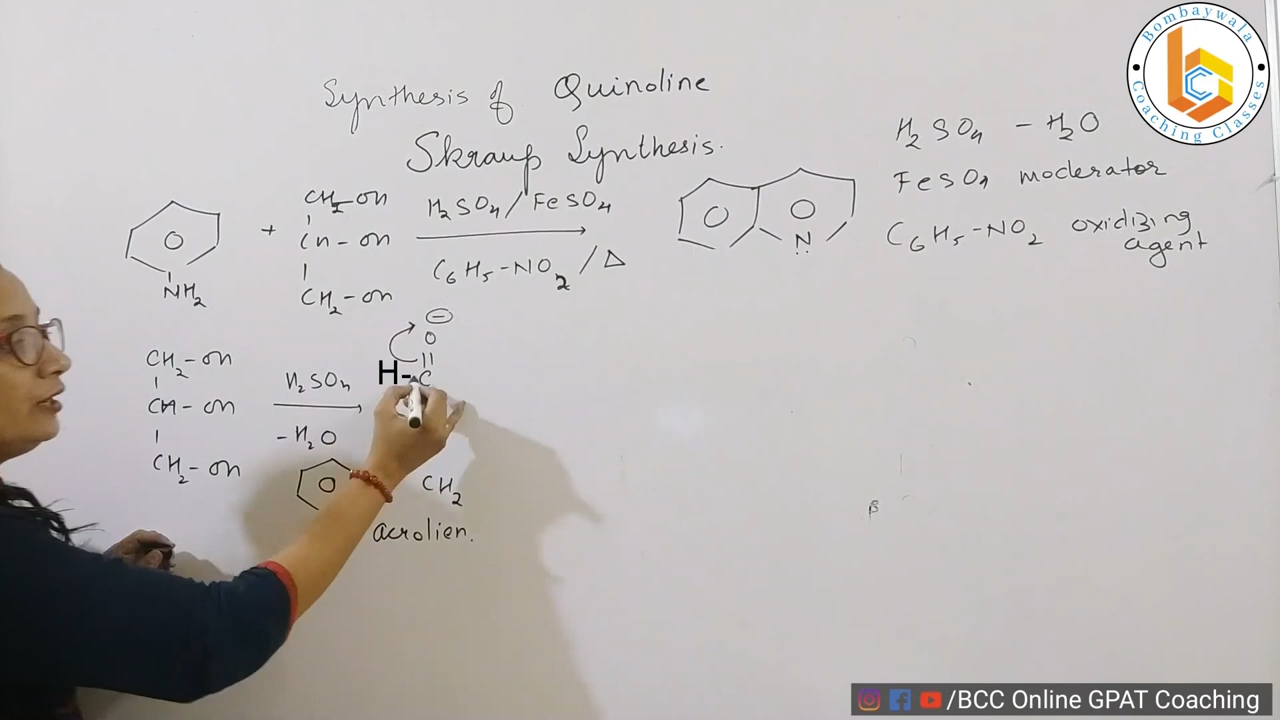 Synthesis of Quinoline
Skraup Synthesis.
CH2-OH
CH-OH
CH2-OH
NH2
+
H2SO4/FeSO4
C6H5-NO2/△
N
H2SO4 - H2O
FeSO4 moderator
C6H5-NO2 oxidizing
agent
CH2-OH
CH-OH
CH2-OH
H2SO4
-H2O
⊖
O
H-C
CH2
acrolien.
β
Bombaywala
Coaching Classes
/BCC Online GPAT Coaching